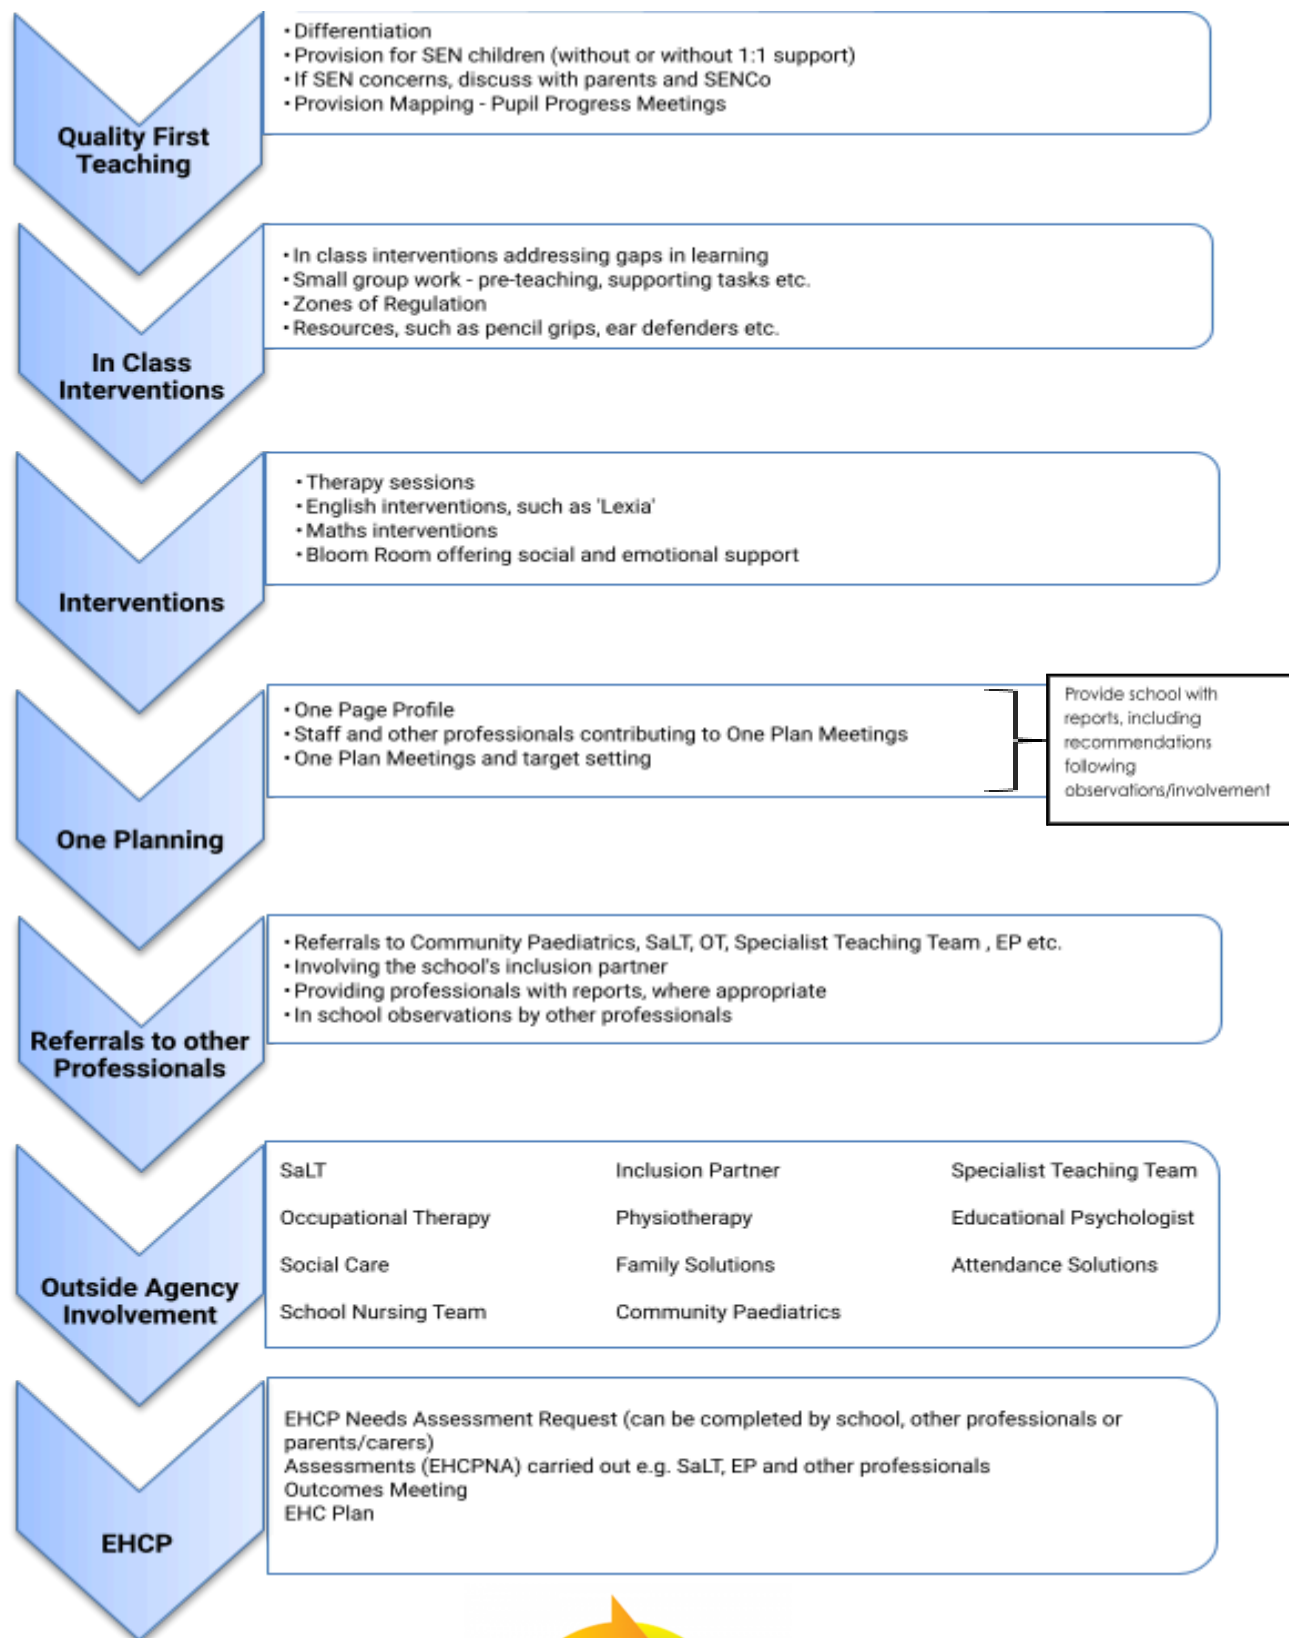 • Differentiation
• Provision for SEN children (without or without 1:1 support)
• If SEN concerns, discuss with parents and SENCo
• Provision Mapping - Pupil Progress Meetings
Quality First
Teaching
• In class interventions addressing gaps in learning
• Small group work - pre-teaching, supporting tasks etc.
• Zones of Regulation
• Resources, such as pencil grips, ear defenders etc.
In Class
Interventions
• Therapy sessions
• English interventions, such as 'Lexia'
• Maths interventions
• Bloom Room offering social and emotional support
Interventions
• One Page Profile
• Staff and other professionals contributing to One Plan Meetings
• One Plan Meetings and target setting
Provide school with
reports, including
recommendations
following
observations/involvement
One Planning
• Referrals to Community Paediatrics, SaLT, OT, Specialist Teaching Team , EP etc.
• Involving the school's inclusion partner
• Providing professionals with reports, where appropriate
• In school observations by other professionals
Referrals to other
Professionals
SaLT Inclusion Partner Specialist Teaching Team
Occupational Therapy Physiotherapy Educational Psychologist
Social Care Family Solutions Attendance Solutions
School Nursing Team Community Paediatrics
Outside Agency
Involvement
EHCP Needs Assessment Request (can be completed by school, other professionals or
parents/carers)
Assessments (EHCPNA) carried out e.g. SaLT, EP and other professionals
Outcomes Meeting
EHC Plan
EHCP